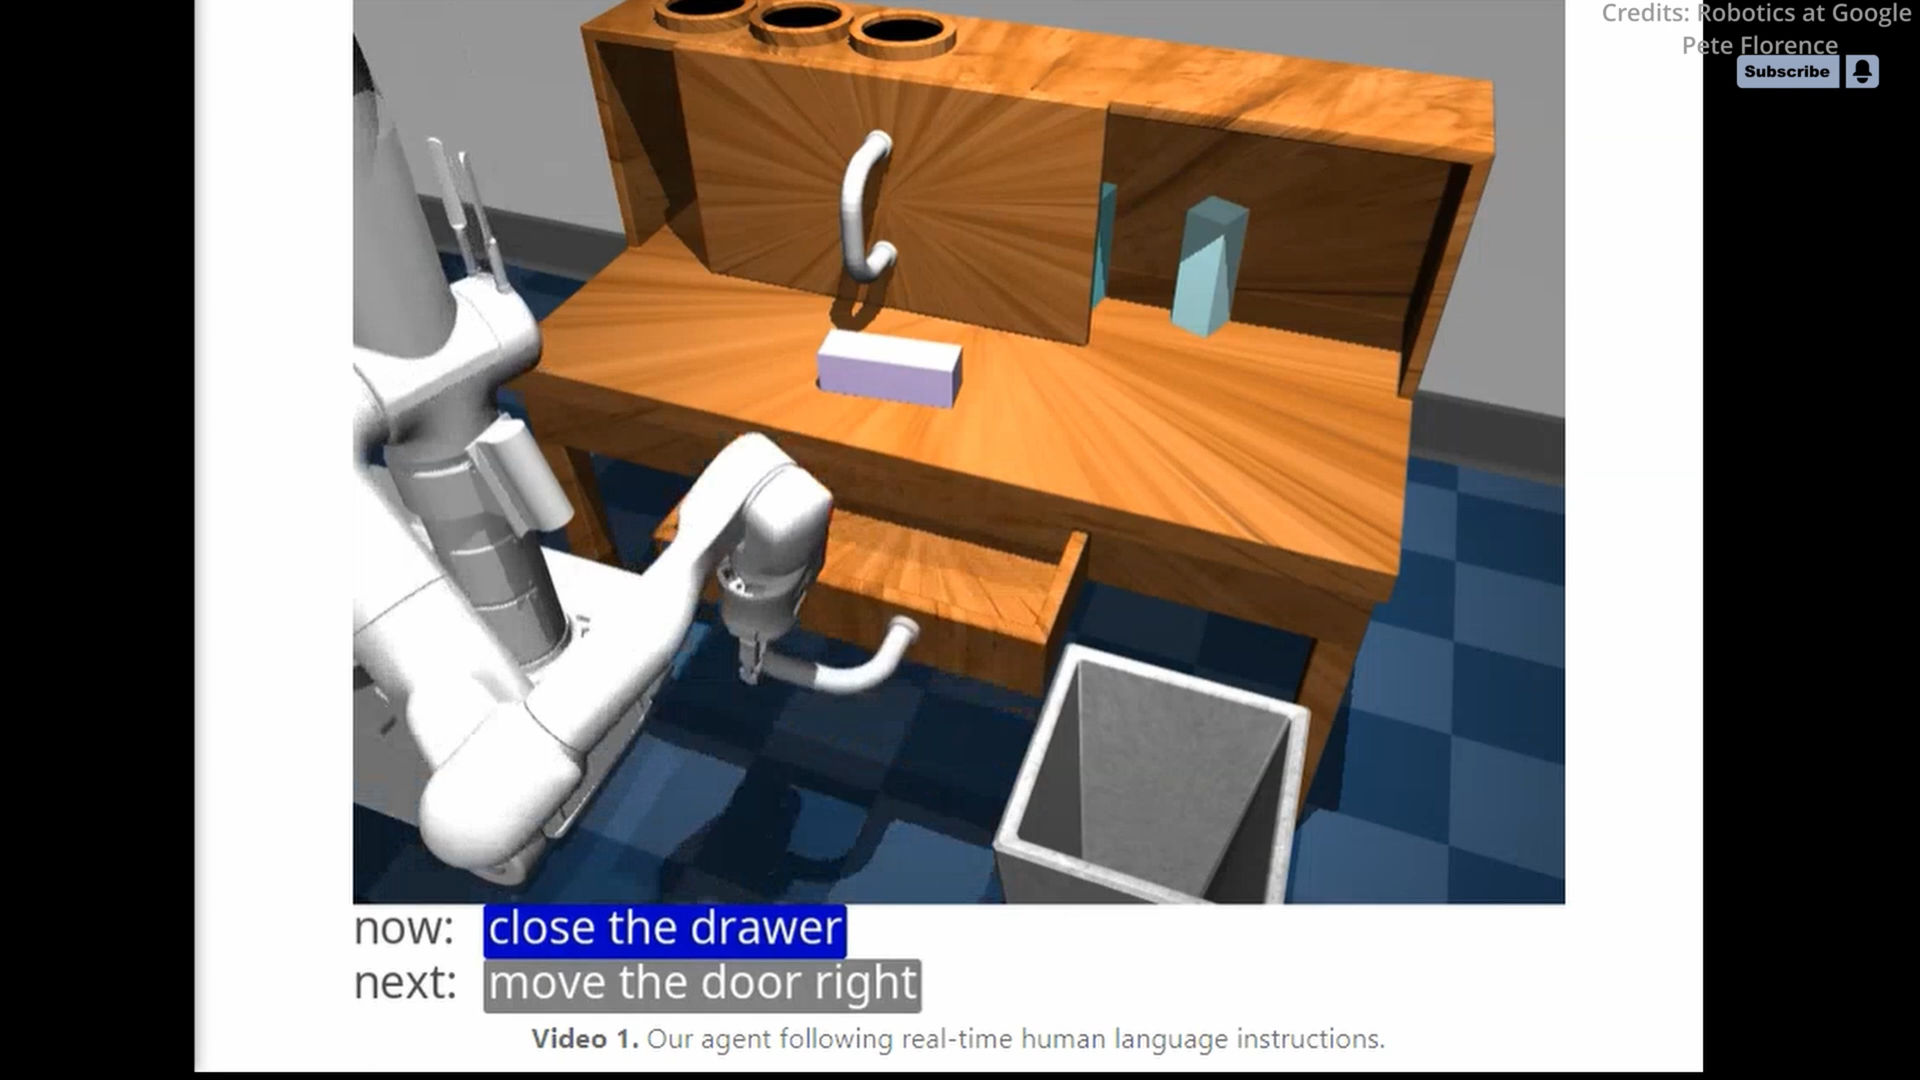 Credits: Robotics at Google
Pete Florence
Subscribe
now: close the drawer
next: move the door right
Video 1. Our agent following real-time human language instructions.